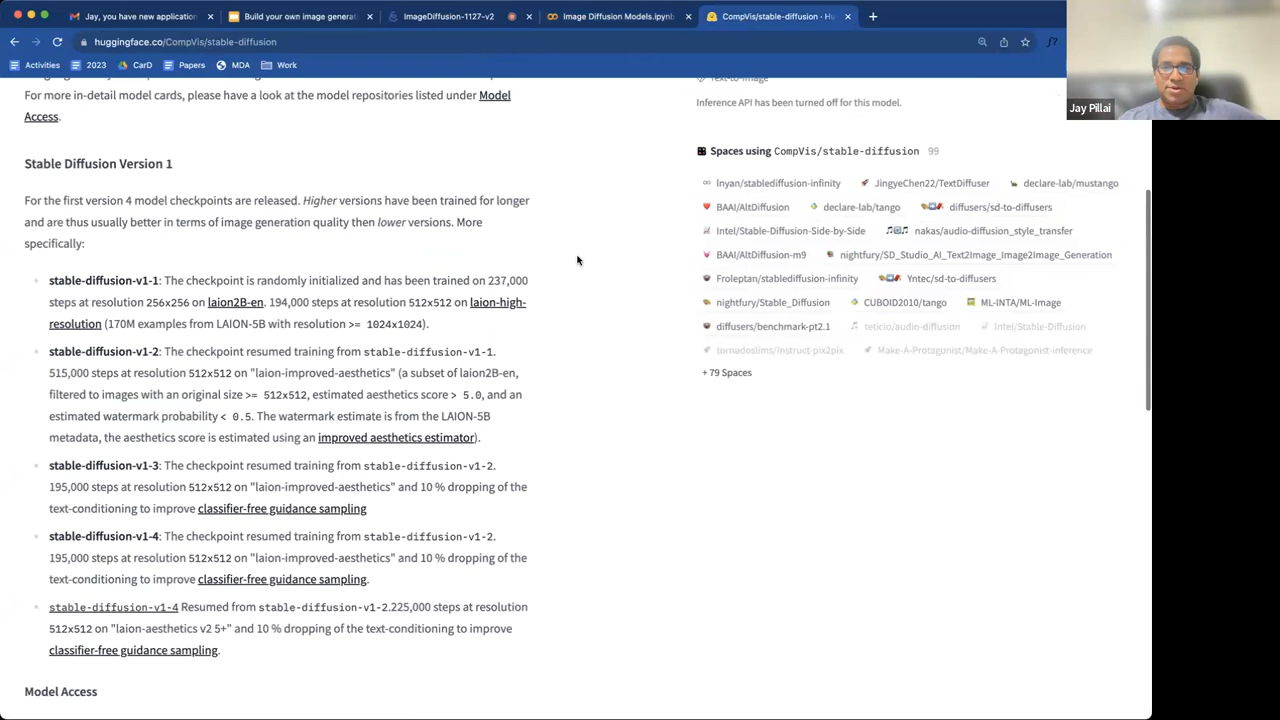 Jay, you have new application
Build your own image generat
ImageDiffusion-1127-v2
Image Diffusion Models.ipynb
CompVis/stable-diffusion · Hu
huggingface.co/CompVis/stable-diffusion
Activities
2023
CarD
Papers
MDA
Work
Jay Pillai
For more in-detail model cards, please have a look at the model repositories listed under Model
Access.
Stable Diffusion Version 1
For the first version 4 model checkpoints are released. Higher versions have been trained for longer
and are thus usually better in terms of image generation quality then lower versions. More
specifically:
stable-diffusion-v1-1: The checkpoint is randomly initialized and has been trained on 237,000
steps at resolution 256x256 on laion2B-en. 194,000 steps at resolution 512x512 on laion-high-
resolution (170M examples from LAION-5B with resolution >= 1024x1024).
stable-diffusion-v1-2: The checkpoint resumed training from stable-diffusion-v1-1.
515,000 steps at resolution 512x512 on "laion-improved-aesthetics" (a subset of laion2B-en,
filtered to images with an original size >= 512x512, estimated aesthetics score > 5.0, and an
estimated watermark probability < 0.5. The watermark estimate is from the LAION-5B
metadata, the aesthetics score is estimated using an improved aesthetics estimator).
stable-diffusion-v1-3: The checkpoint resumed training from stable-diffusion-v1-2.
195,000 steps at resolution 512x512 on "laion-improved-aesthetics" and 10 % dropping of the
text-conditioning to improve classifier-free guidance sampling
stable-diffusion-v1-4: The checkpoint resumed training from stable-diffusion-v1-2.
195,000 steps at resolution 512x512 on "laion-improved-aesthetics" and 10 % dropping of the
text-conditioning to improve classifier-free guidance sampling.
stable-diffusion-v1-4 Resumed from stable-diffusion-v1-2.225,000 steps at resolution
512x512 on "laion-aesthetics v2 5+" and 10 % dropping of the text-conditioning to improve
classifier-free guidance sampling.
Model Access
Text-to-Image
Inference API has been turned off for this model.
Spaces using CompVis/stable-diffusion 99
lnyan/stablediffusion-infinity
JingyeChen22/TextDiffuser
declare-lab/mustango
BAAI/AltDiffusion
declare-lab/tango
diffusers/sd-to-diffusers
Intel/Stable-Diffusion-Side-by-Side
nakas/audio-diffusion_style_transfer
BAAI/AltDiffusion-m9
nightfury/SD_Studio_AI_Text2Image_Image2Image_Generation
Froleptan/stablediffusion-infinity
Yntec/sd-to-diffusers
nightfury/Stable_Diffusion
CUBOID2010/tango
ML-INTA/ML-Image
diffusers/benchmark-pt2.1
teticio/audio-diffusion
Intel/Stable-Diffusion
tornadoslims/instruct-pix2pix
Make-A-Protagonist/Make-A-Protagonist-inference
+ 79 Spaces